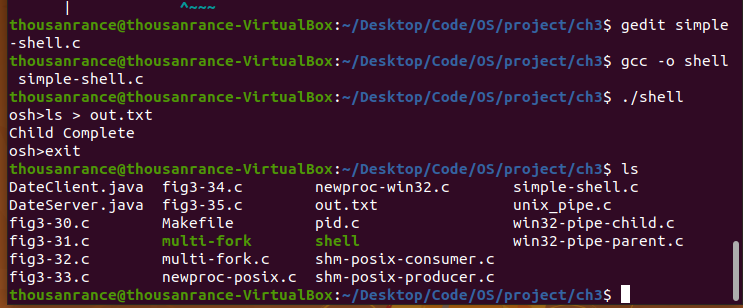 |             ^~~~
thousanrance@thousanrance-VirtualBox:~/Desktop/Code/OS/project/ch3$ gedit simple
-shell.c
thousanrance@thousanrance-VirtualBox:~/Desktop/Code/OS/project/ch3$ gcc -o shell
 simple-shell.c
thousanrance@thousanrance-VirtualBox:~/Desktop/Code/OS/project/ch3$ ./shell
osh>ls > out.txt
Child Complete
osh>exit
thousanrance@thousanrance-VirtualBox:~/Desktop/Code/OS/project/ch3$ ls
DateClient.java  fig3-34.c        newproc-win32.c       simple-shell.c
DateServer.java  fig3-35.c        out.txt               unix_pipe.c
fig3-30.c        Makefile         pid.c                 win32-pipe-child.c
fig3-31.c        multi-fork       shell                 win32-pipe-parent.c
fig3-32.c        multi-fork.c     shm-posix-consumer.c
fig3-33.c        newproc-posix.c  shm-posix-producer.c
thousanrance@thousanrance-VirtualBox:~/Desktop/Code/OS/project/ch3$